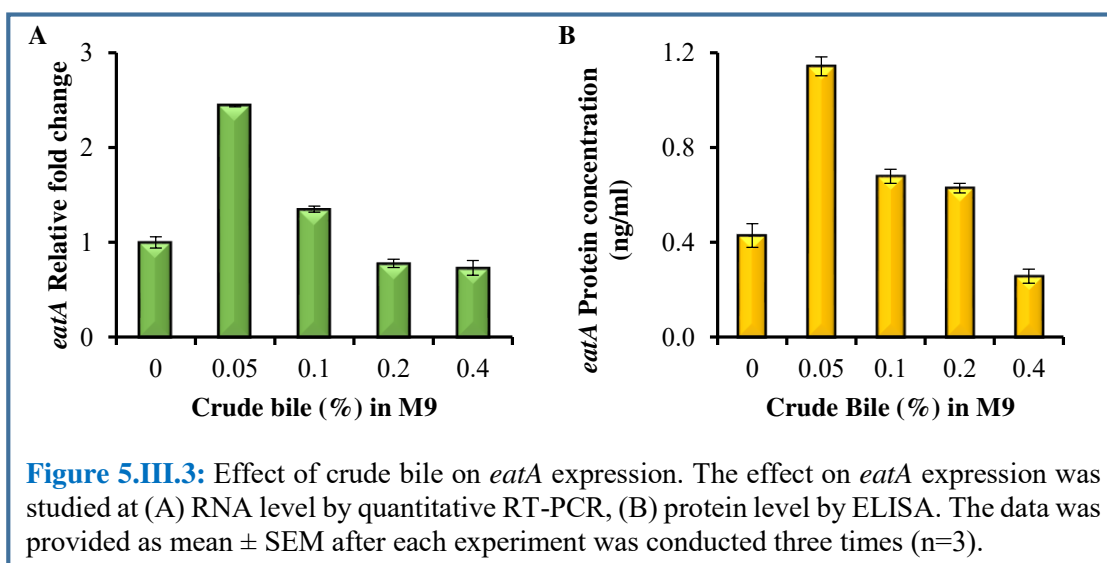 A
3
2
1
0
eatA Relative fold change
0 0.05 0.1 0.2 0.4
Crude bile (%) in M9
B
1.2
0.8
0.4
0.0
eatA Protein concentration
(ng/ml)
0 0.05 0.1 0.2 0.4
Crude Bile (%) in M9
Figure 5.III.3: Effect of crude bile on eatA expression. The effect on eatA expression was
studied at (A) RNA level by quantitative RT-PCR, (B) protein level by ELISA. The data was
provided as mean ± SEM after each experiment was conducted three times (n=3).